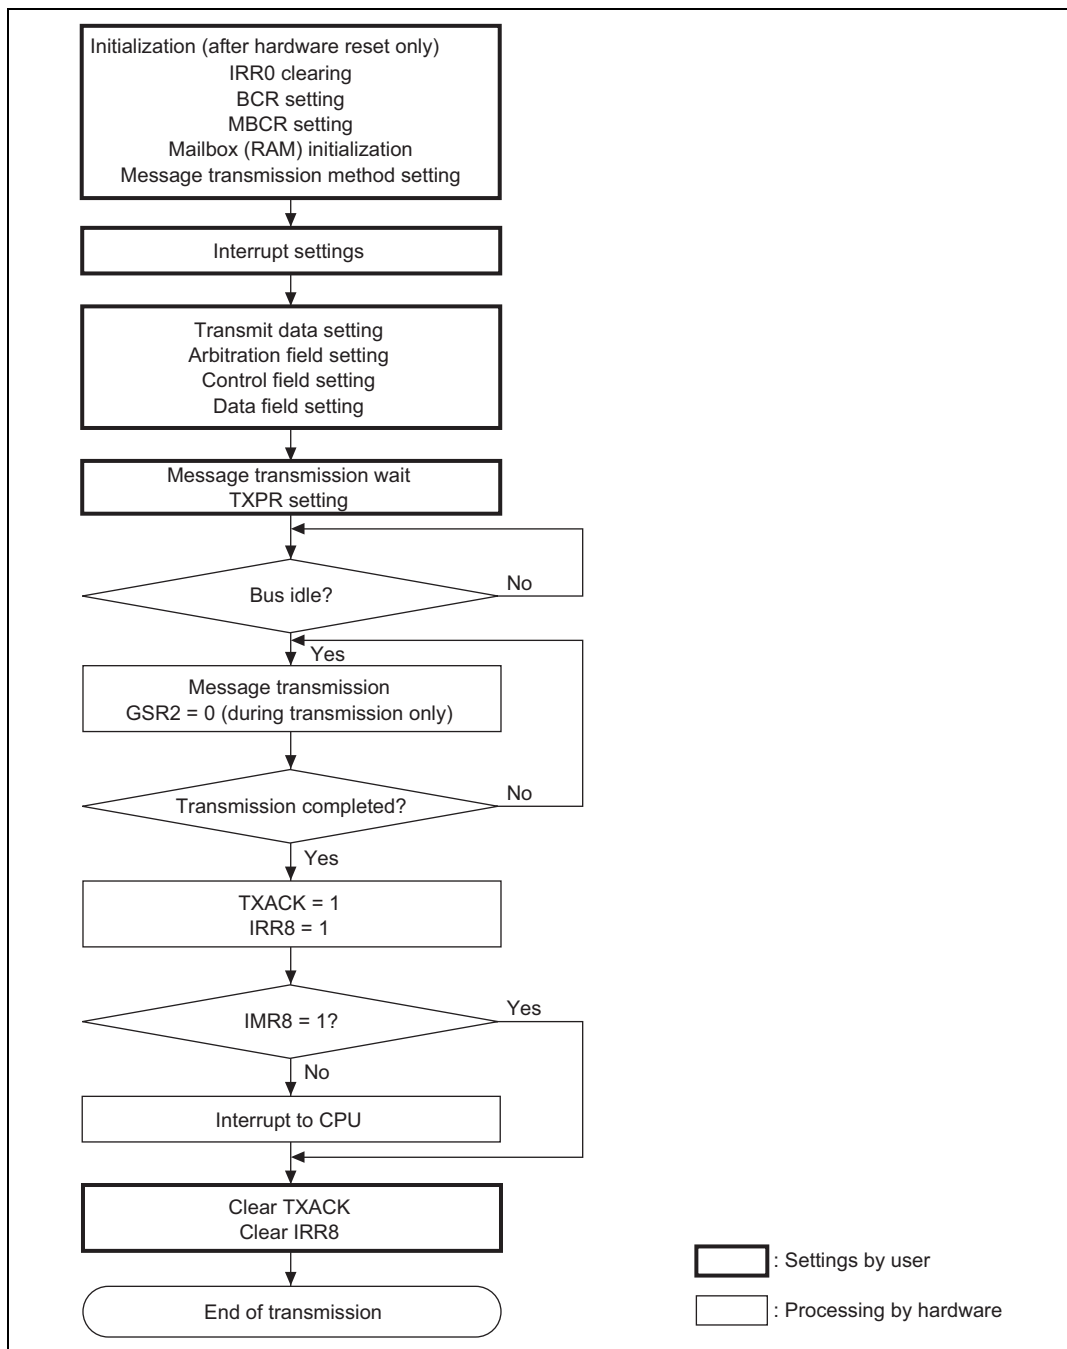 Initialization (after hardware reset only)
IRR0 clearing
BCR setting
MBCR setting
Mailbox (RAM) initialization
Message transmission method setting
Interrupt settings
Transmit data setting
Arbitration field setting
Control field setting
Data field setting
Message transmission wait
TXPR setting
Bus idle?
No
Yes
Message transmission
GSR2 = 0 (during transmission only)
Transmission completed?
No
Yes
TXACK = 1
IRR8 = 1
IMR8 = 1?
Yes
No
Interrupt to CPU
Clear TXACK
Clear IRR8
End of transmission
: Settings by user
: Processing by hardware